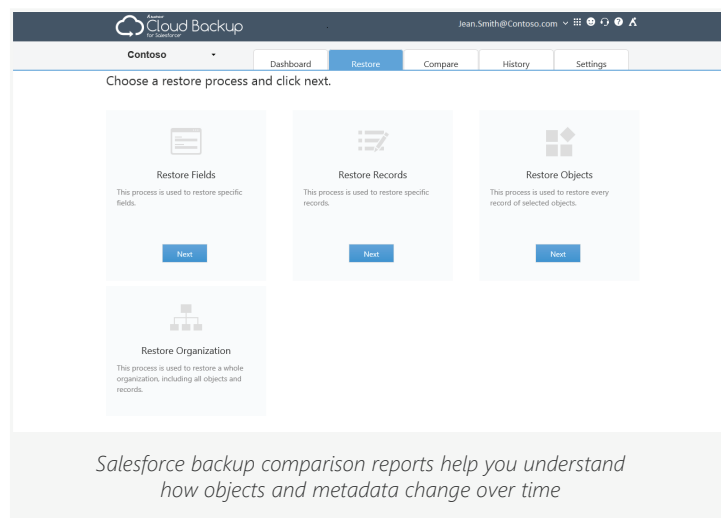 Cloud Backup
for Salesforce
Jean.Smith@Contoso.com
Contoso
Dashboard
Restore
Compare
History
Settings
Choose a restore process and click next.
Restore Fields
This process is used to restore specific
fields.
Next
Restore Records
This process is used to restore specific
records.
Next
Restore Objects
This process is used to restore every
record of selected objects.
Next
Restore Organization
This process is used to restore a whole
organization, including all objects and
records.
Salesforce backup comparison reports help you understand
how objects and metadata change over time